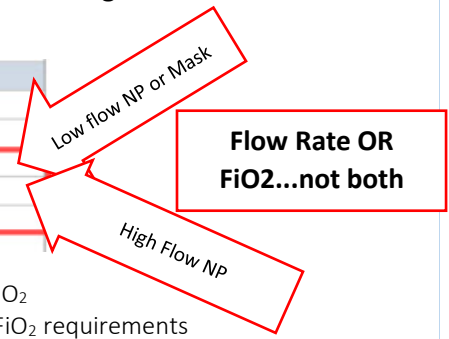 Low flow NP or Mask
Flow Rate OR
FiO2...not both
High Flow NP
O₂
FiO₂ requirements